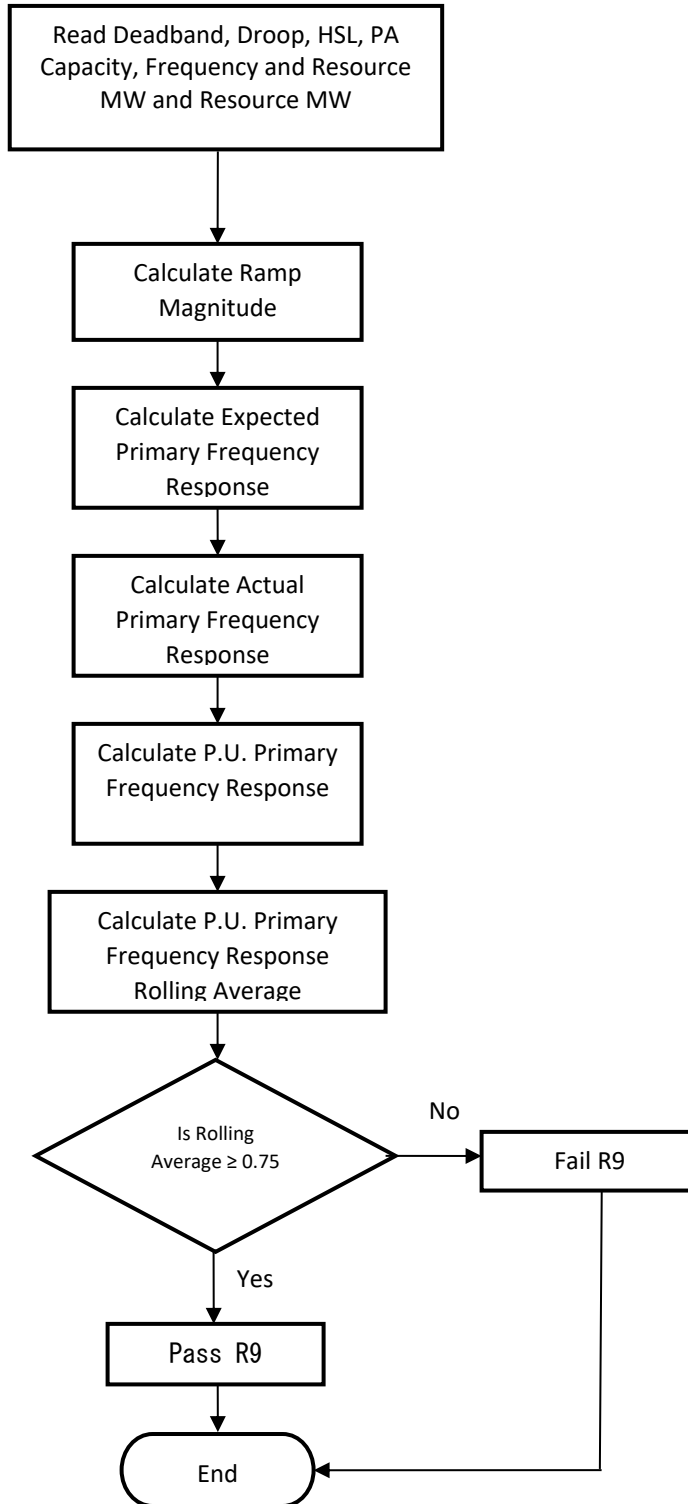 Read Deadband, Droop, HSL, PA
Capacity, Frequency and Resource
MW and Resource MW
Calculate Ramp
Magnitude
Calculate Expected
Primary Frequency
Response
Calculate Actual
Primary Frequency
Response
Calculate P.U. Primary
Frequency Response
Calculate P.U. Primary
Frequency Response
Rolling Average
Is Rolling
Average ≥ 0.75
No
Fail R9
Yes
Pass R9
End